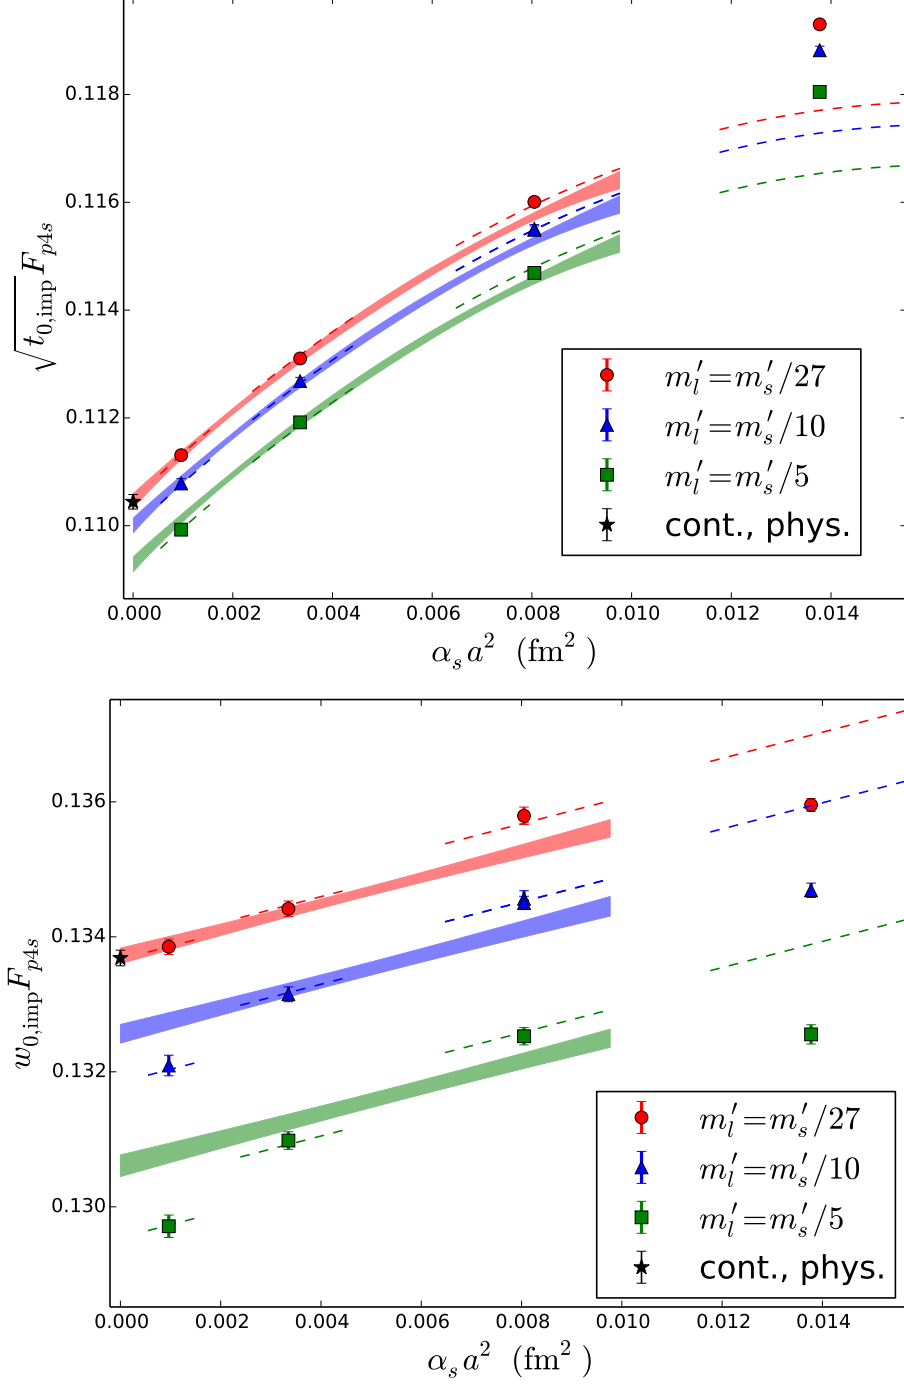 √t₀,imp Fp4s
0.118
0.116
0.114
0.112
0.110
m′l=m′s/27
m′l=m′s/10
m′l=m′s/5
cont., phys.
0.000 0.002 0.004 0.006 0.008 0.010 0.012 0.014
αs a² (fm²)
w₀,imp Fp4s
0.136
0.134
0.132
0.130
m′l=m′s/27
m′l=m′s/10
m′l=m′s/5
cont., phys.
0.000 0.002 0.004 0.006 0.008 0.010 0.012 0.014
αs a² (fm²)